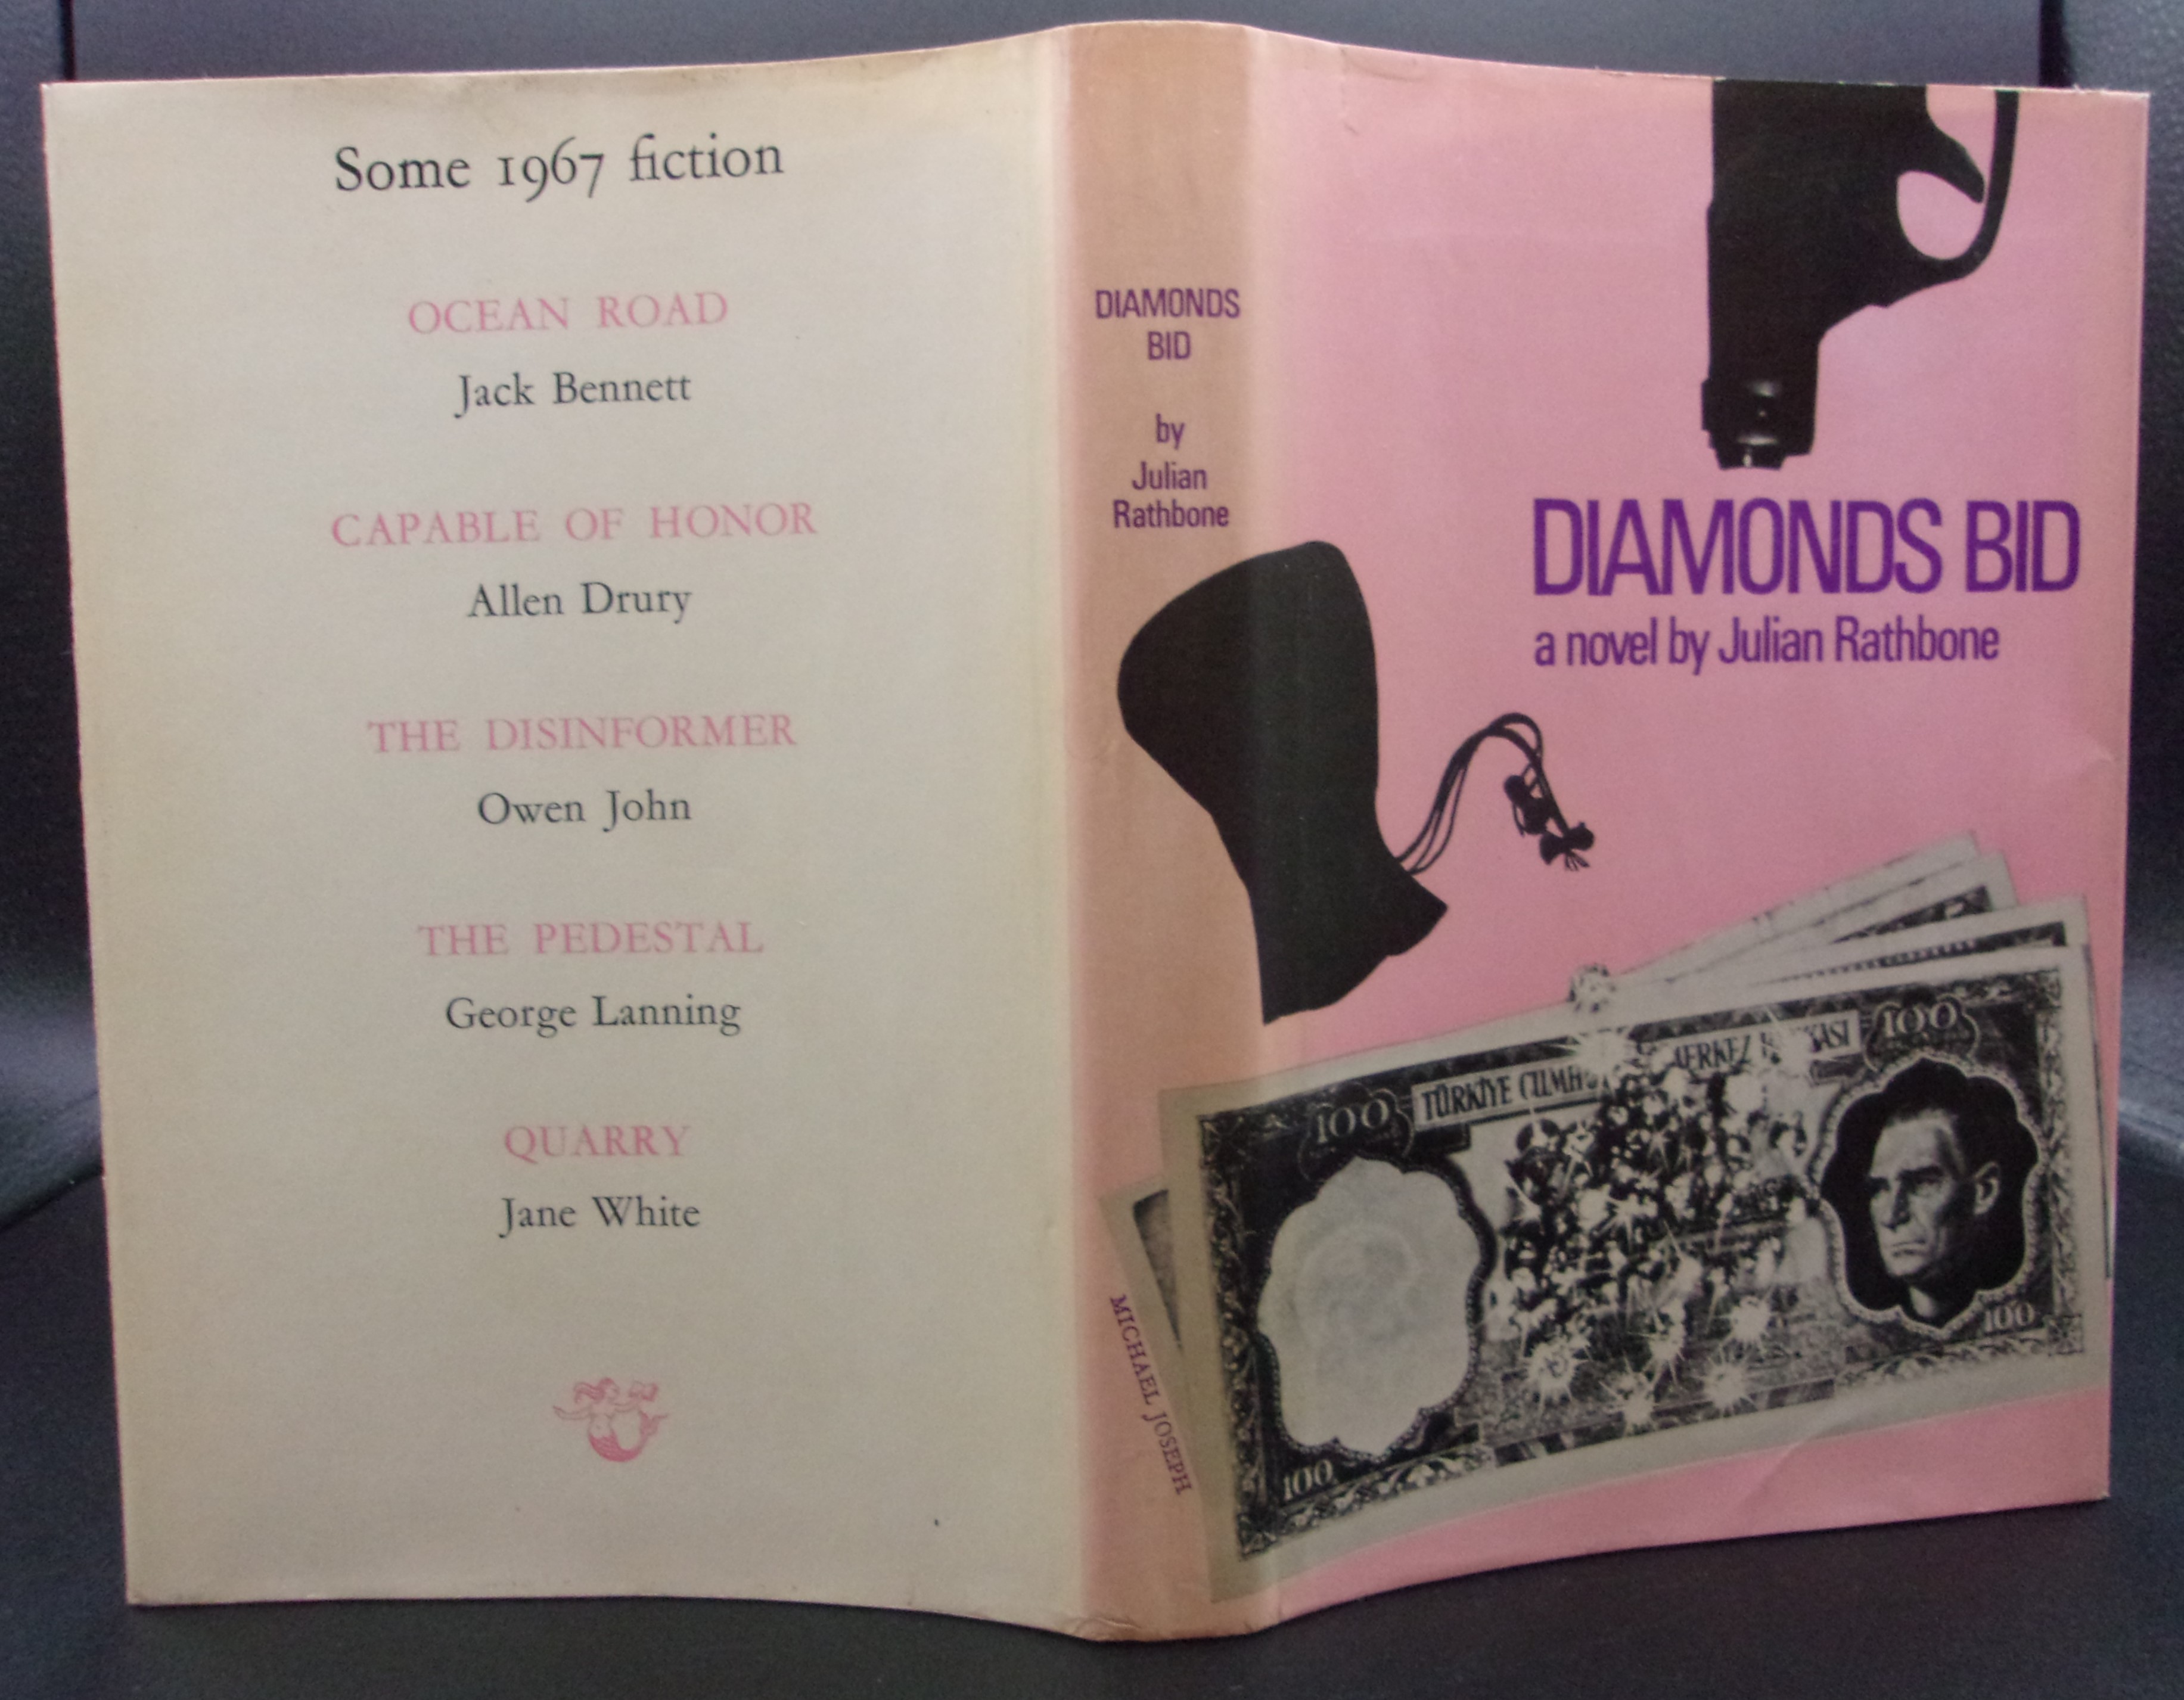 Some 1967 fiction
OCEAN ROAD
Jack Bennett
CAPABLE OF HONOR
Allen Drury
THE DISINFORMER
Owen John
THE PEDESTAL
George Lanning
QUARRY
Jane White
DIAMONDS
BID
by
Julian
Rathbone
MICHAEL JOSEPH
DIAMONDS BID
a novel by Julian Rathbone
100
TÜRKİYE
100
100
100